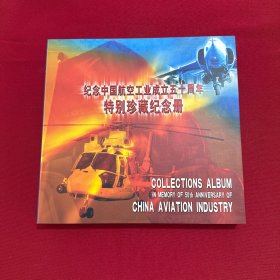 纪念中国航空工业成立五十周年
特别珍藏纪念册
COLLECTIONS ALBUM
IN MEMORY OF 50th ANNIVERSARY OF
CHINA AVIATION INDUSTRY